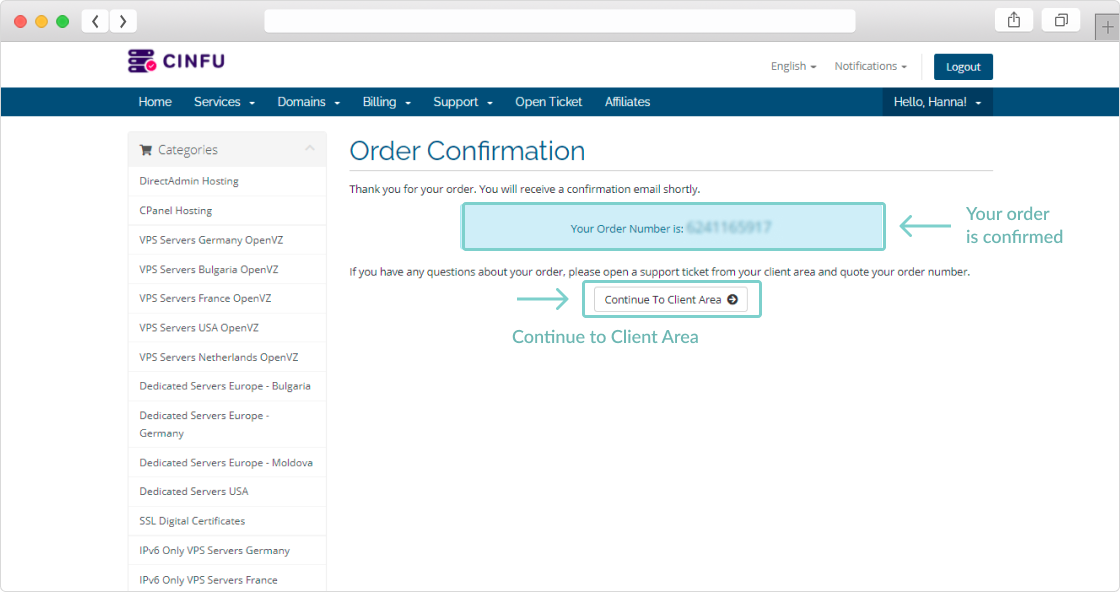 CINFU
English
Notifications
Logout
Home
Services
Domains
Billing
Support
Open Ticket
Affiliates
Hello, Hanna!
Categories
DirectAdmin Hosting
CPanel Hosting
VPS Servers Germany OpenVZ
VPS Servers Bulgaria OpenVZ
VPS Servers France OpenVZ
VPS Servers USA OpenVZ
VPS Servers Netherlands OpenVZ
Dedicated Servers Europe - Bulgaria
Dedicated Servers Europe -
Germany
Dedicated Servers Europe - Moldova
Dedicated Servers USA
SSL Digital Certificates
IPv6 Only VPS Servers Germany
IPv6 Only VPS Servers France
Order Confirmation
Thank you for your order. You will receive a confirmation email shortly.
Your Order Number is:
Your order
is confirmed
If you have any questions about your order, please open a support ticket from your client area and quote your order number.
Continue To Client Area
Continue to Client Area